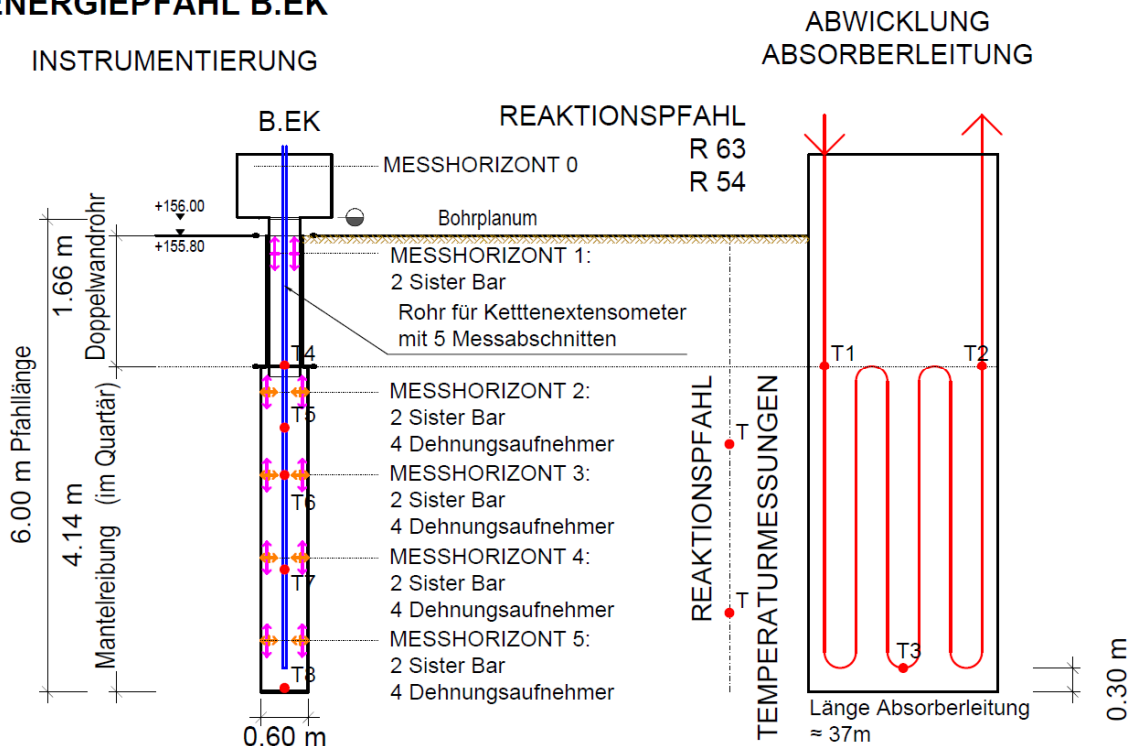 ENERGIEPFAHL B.EK
INSTRUMENTIERUNG
ABWICKLUNG
ABSORBERLEITUNG
B.EK
REAKTIONSPFAHL
R 63
R 54
MESSHORIZONT 0
+156.00
+155.80
Bohrplanum
MESSHORIZONT 1:
2 Sister Bar
Rohr für Ketttenextensometer
mit 5 Messabschnitten
MESSHORIZONT 2:
2 Sister Bar
4 Dehnungsaufnehmer
MESSHORIZONT 3:
2 Sister Bar
4 Dehnungsaufnehmer
MESSHORIZONT 4:
2 Sister Bar
4 Dehnungsaufnehmer
MESSHORIZONT 5:
2 Sister Bar
4 Dehnungsaufnehmer
6.00 m Pfahllänge
1.66 m
Doppelwandrohr
4.14 m
Mantelreibung (im Quartär)
T4
T5
T6
T7
T8
0.60 m
REAKTIONSPFAHL
TEMPERATURMESSUNGEN
T
T
T1
T2
T3
0.30 m
Länge Absorberleitung
≈ 37m